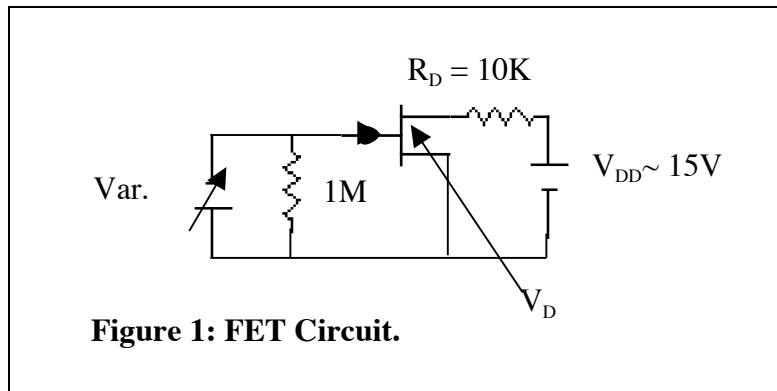 R_D = 10K
Var.
1M
V_DD~ 15V
V_D
Figure 1: FET Circuit.